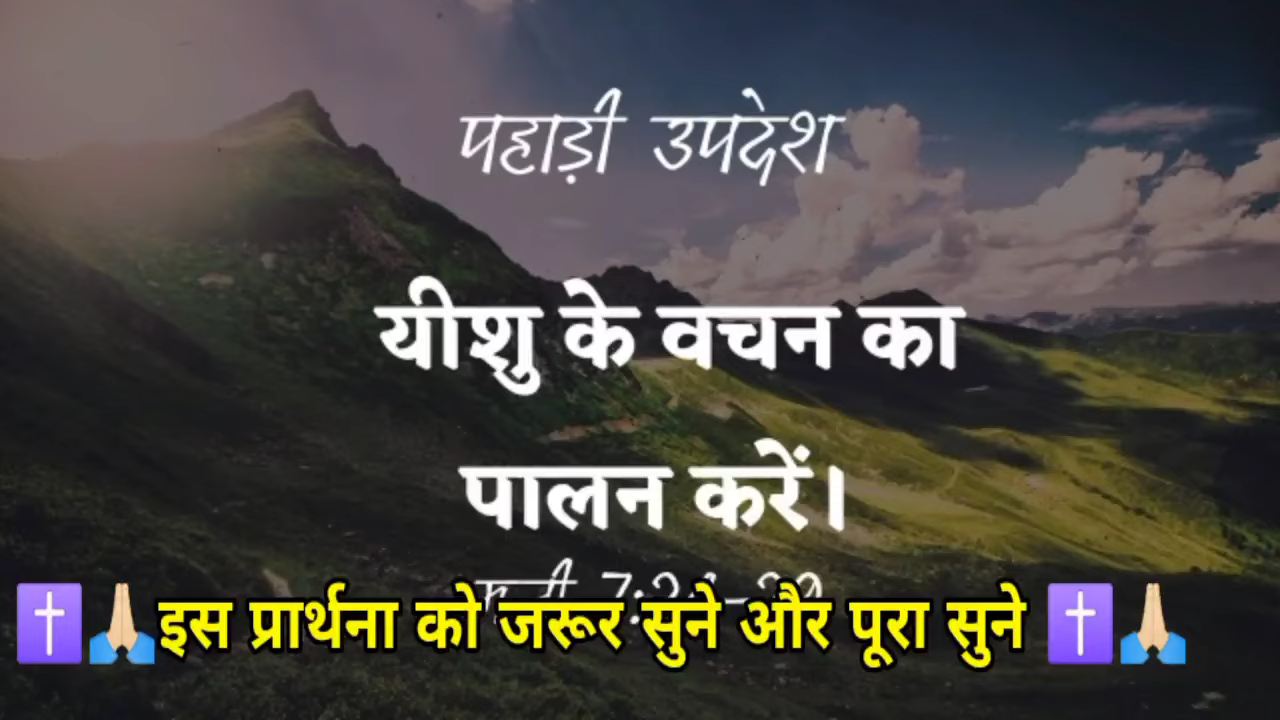 पहाड़ी उपदेश
यीशु के वचन का
पालन करें।
✝️🙏🏻इस प्रार्थना को जरूर सुने और पूरा सुने ✝️🙏🏻